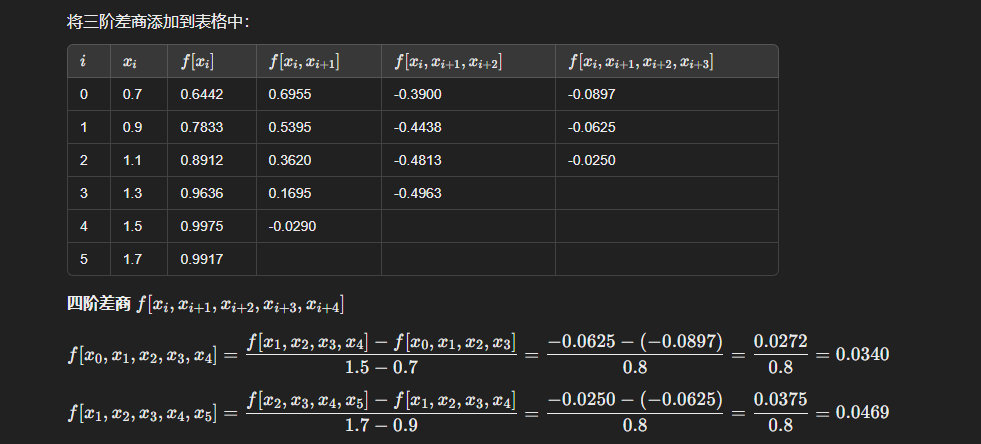 将三阶差商添加到表格中：
i x_i f[x_i] f[x_i, x_{i+1}] f[x_i, x_{i+1}, x_{i+2}] f[x_i, x_{i+1}, x_{i+2}, x_{i+3}]
0 0.7 0.6442 0.6955 -0.3900 -0.0897
1 0.9 0.7833 0.5395 -0.4438 -0.0625
2 1.1 0.8912 0.3620 -0.4813 -0.0250
3 1.3 0.9636 0.1695 -0.4963
4 1.5 0.9975 -0.0290
5 1.7 0.9917
四阶差商 f[x_i, x_{i+1}, x_{i+2}, x_{i+3}, x_{i+4}]
f[x_0, x_1, x_2, x_3, x_4] = \frac{f[x_1, x_2, x_3, x_4] - f[x_0, x_1, x_2, x_3]}{1.5 - 0.7} = \frac{-0.0625 - (-0.0897)}{0.8} = \frac{0.0272}{0.8} = 0.0340
f[x_1, x_2, x_3, x_4, x_5] = \frac{f[x_2, x_3, x_4, x_5] - f[x_1, x_2, x_3, x_4]}{1.7 - 0.9} = \frac{-0.0250 - (-0.0625)}{0.8} = \frac{0.0375}{0.8} = 0.0469